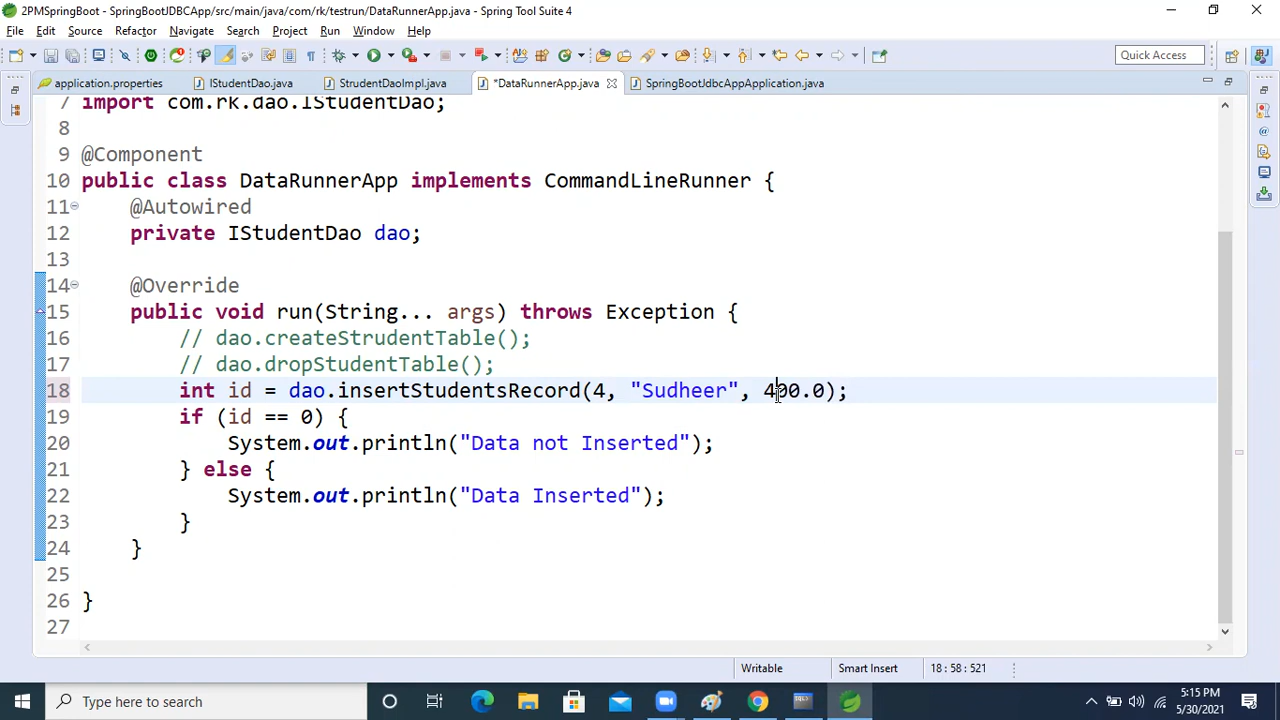 2PMSpringBoot - SpringBootJDBCApp/src/main/java/com/rk/testrun/DataRunnerApp.java - Spring Tool Suite 4
File Edit Source Refactor Navigate Search Project Run Window Help
Quick Access
application.properties IStudentDao.java StrudentDaoImpl.java *DataRunnerApp.java SpringBootJdbcAppApplication.java
7 import com.rk.dao.IStudentDao;
8
9 @Component
10 public class DataRunnerApp implements CommandLineRunner {
11 @Autowired
12 private IStudentDao dao;
13
14 @Override
15 public void run(String... args) throws Exception {
16 // dao.createStrudentTable();
17 // dao.dropStudentTable();
18 int id = dao.insertStudentsRecord(4, "Sudheer", 400.0);
19 if (id == 0) {
20 System.out.println("Data not Inserted");
21 } else {
22 System.out.println("Data Inserted");
23 }
24 }
25
26 }
27
Writable Smart Insert 18 : 58 : 521
Type here to search
5:15 PM
5/30/2021